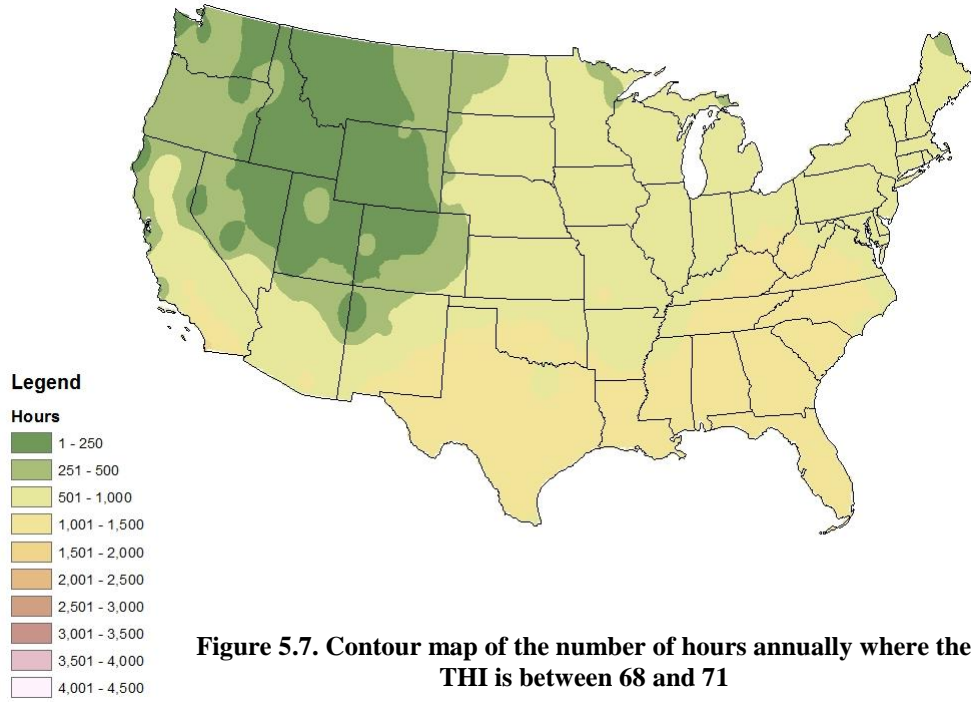 Legend
Hours
1 - 250
251 - 500
501 - 1,000
1,001 - 1,500
1,501 - 2,000
2,001 - 2,500
2,501 - 3,000
3,001 - 3,500
3,501 - 4,000
4,001 - 4,500
Figure 5.7. Contour map of the number of hours annually where the
THI is between 68 and 71